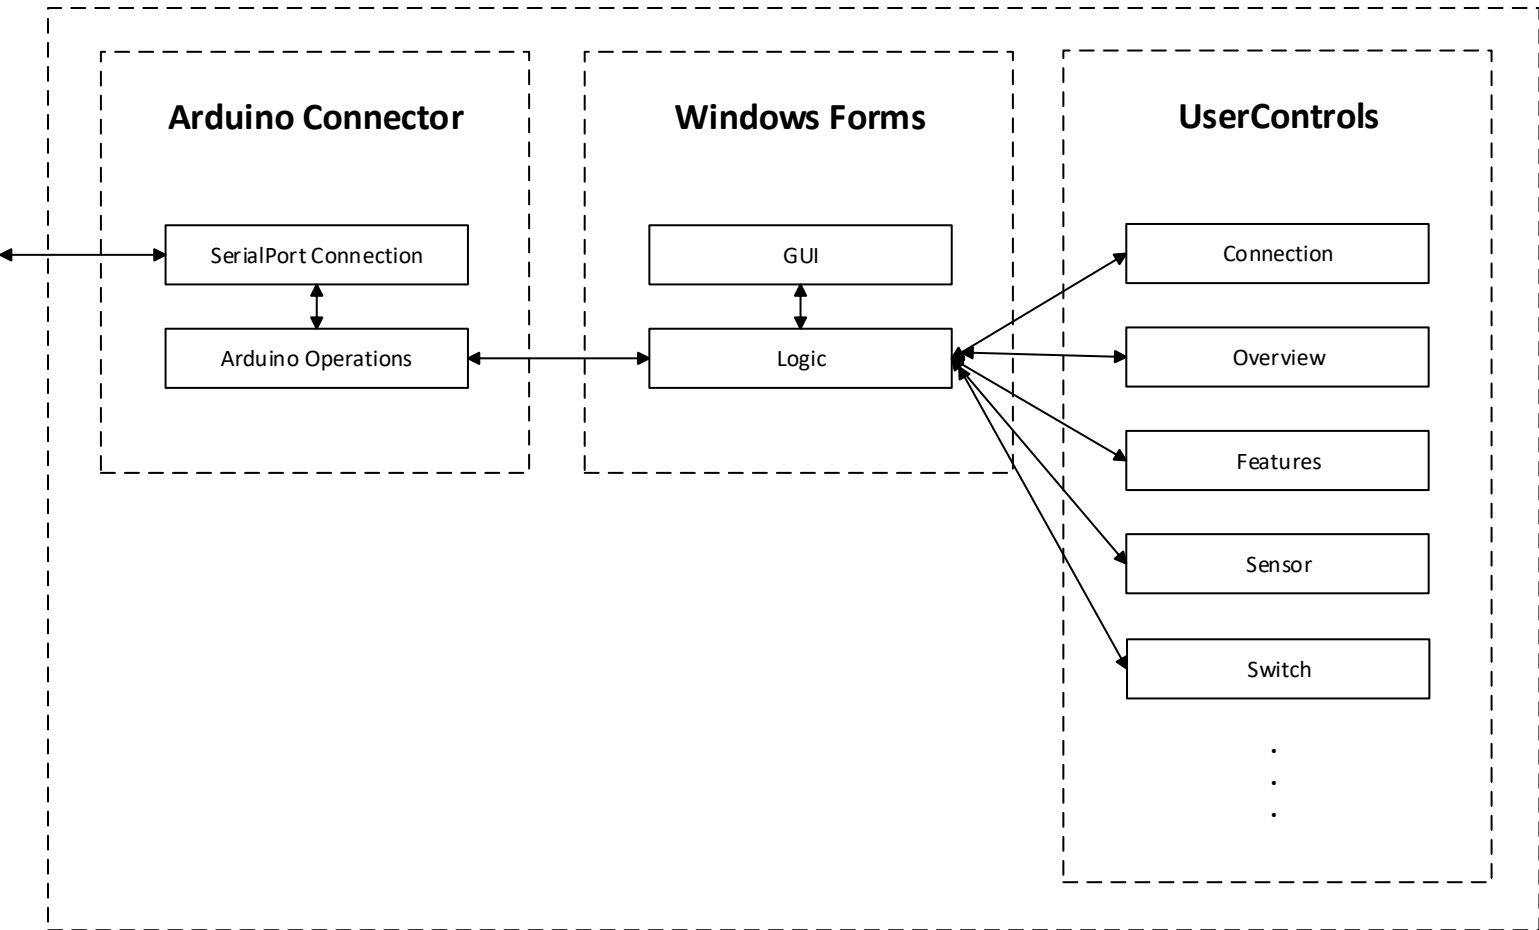 Arduino Connector
SerialPort Connection
Arduino Operations
Windows Forms
GUI
Logic
UserControls
Connection
Overview
Features
Sensor
Switch
.
.
.